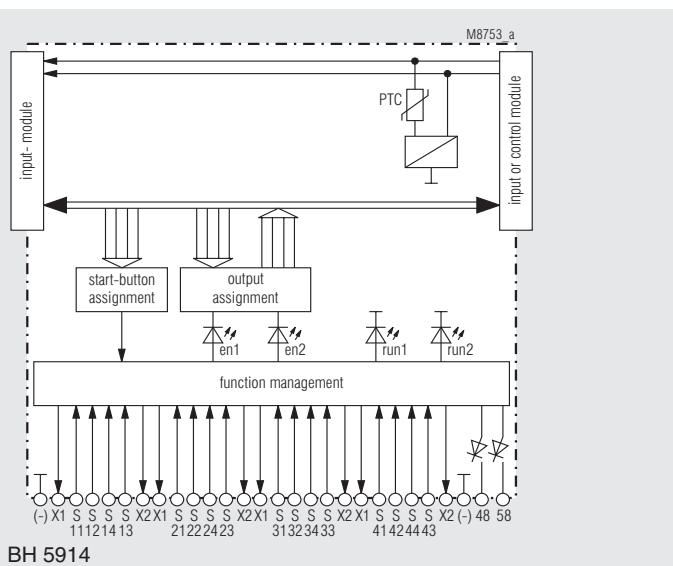 M8753_a
input- module
PTC
input or control module
start-button
assignment
output
assignment
en1
en2
run1
run2
function management
(-) X1 S S S S X2 X1 S S S S X2 X1 S S S S X2 X1 S S S S X2 (-) 48 58
11 12 14 13 21 22 24 23 31 32 34 33 41 42 44 43
BH 5914